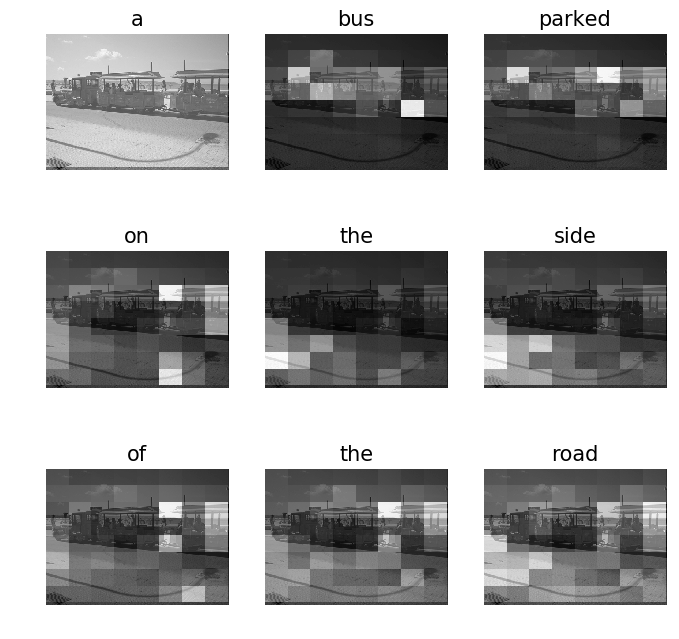 a bus parked
on the side
of the road